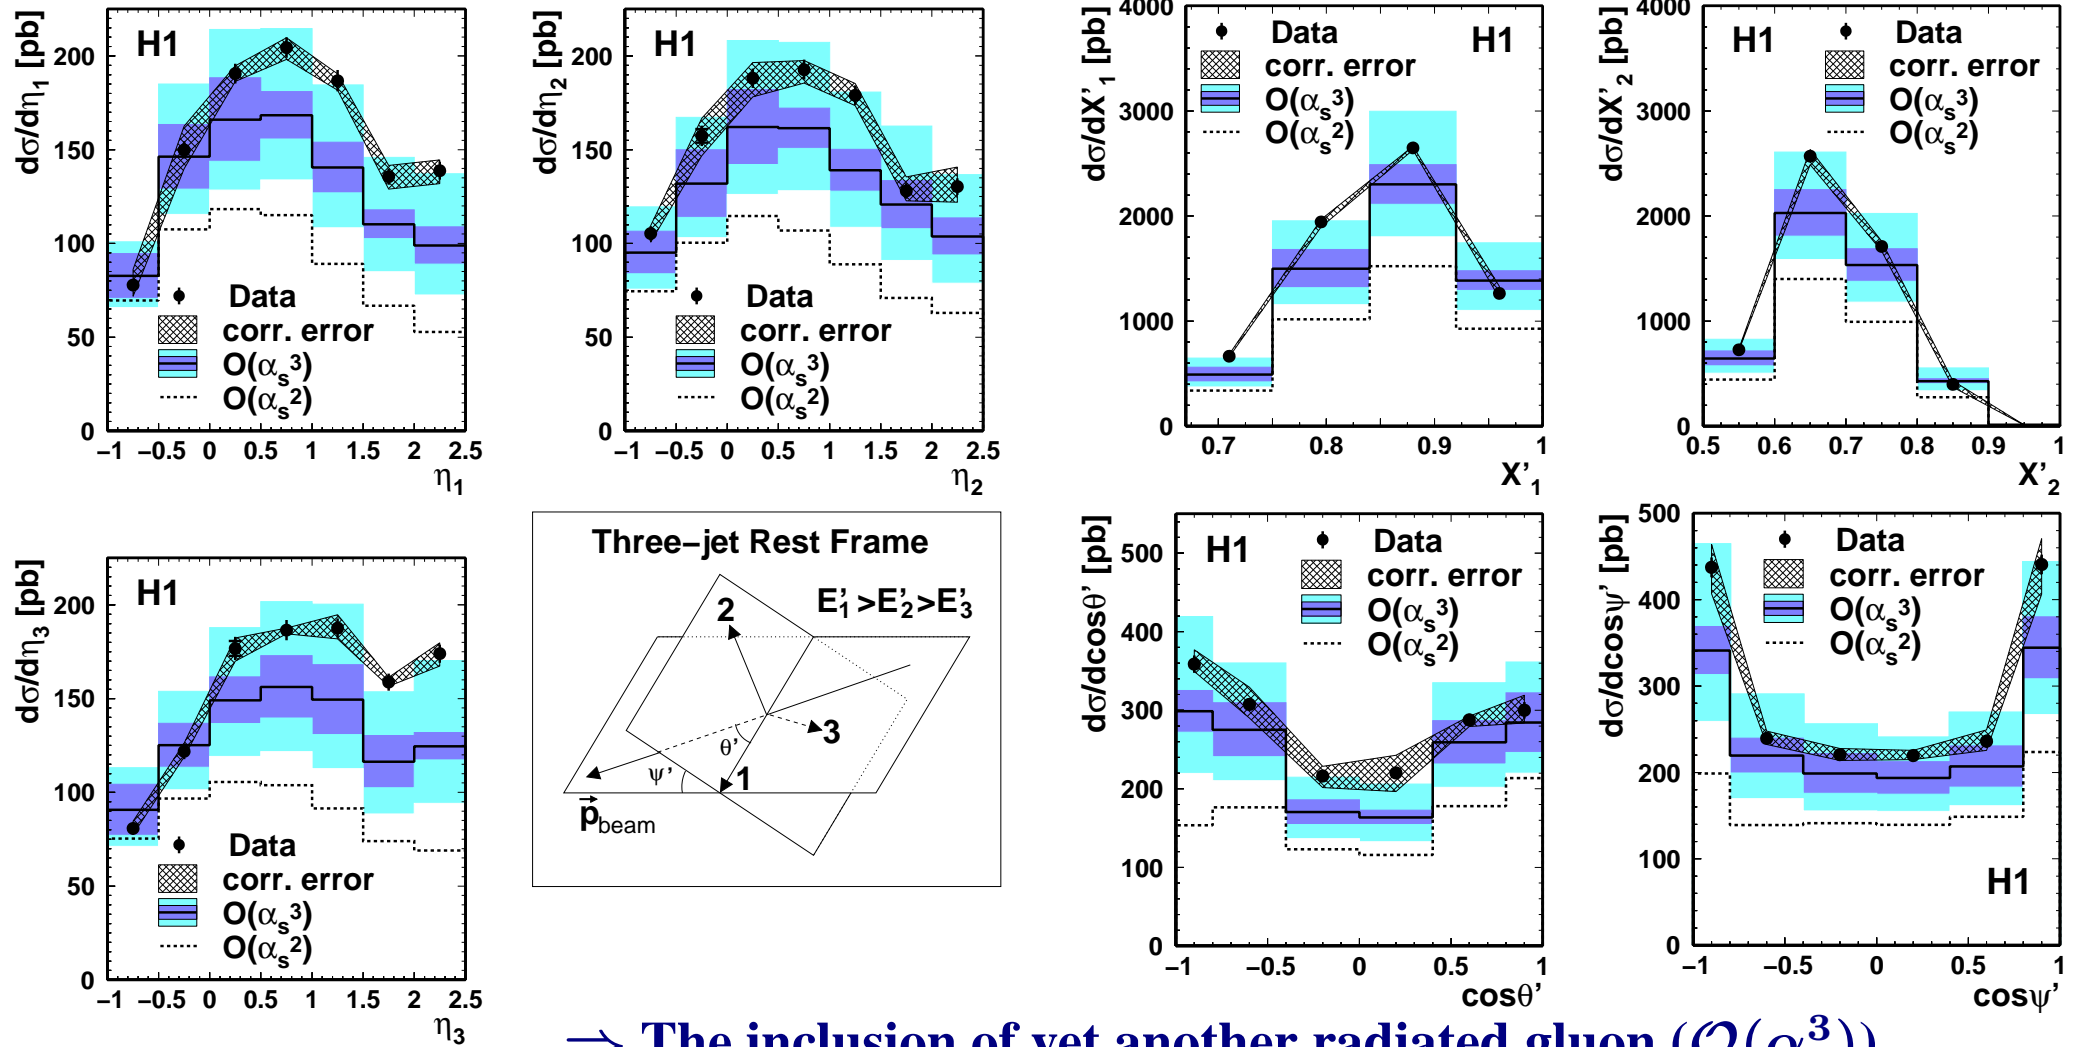 H1
dσ/dη₁ [pb]
200
150
100
50
0
Data
corr. error
O(αₛ³)
O(αₛ²)
−1 −0.5 0 0.5 1 1.5 2 2.5
η₁
H1
dσ/dη₂ [pb]
200
150
100
50
0
Data
corr. error
O(αₛ³)
O(αₛ²)
−1 −0.5 0 0.5 1 1.5 2 2.5
η₂
H1
dσ/dX’₁ [pb]
4000
3000
2000
1000
0
Data
corr. error
O(αₛ³)
O(αₛ²)
0.7 0.8 0.9 1
X’₁
H1
dσ/dX’₂ [pb]
4000
3000
2000
1000
0
Data
corr. error
O(αₛ³)
O(αₛ²)
0.5 0.6 0.7 0.8 0.9 1
X’₂
H1
dσ/dη₃ [pb]
200
150
100
50
0
Data
corr. error
O(αₛ³)
O(αₛ²)
−1 −0.5 0 0.5 1 1.5 2 2.5
η₃
Three−jet Rest Frame
E’₁ >E’₂ >E’₃
2
3
θ’
ψ’
1
p⃗beam
H1
dσ/dcosθ’ [pb]
500
400
300
200
100
0
Data
corr. error
O(αₛ³)
O(αₛ²)
−1 −0.5 0 0.5 1
cosθ’
dσ/dcosψ’ [pb]
500
400
300
200
100
0
Data
corr. error
O(αₛ³)
O(αₛ²)
H1
−1 −0.5 0 0.5 1
cosψ’
⇒ The inclusion of yet another radiated gluon (𝒪(α³))